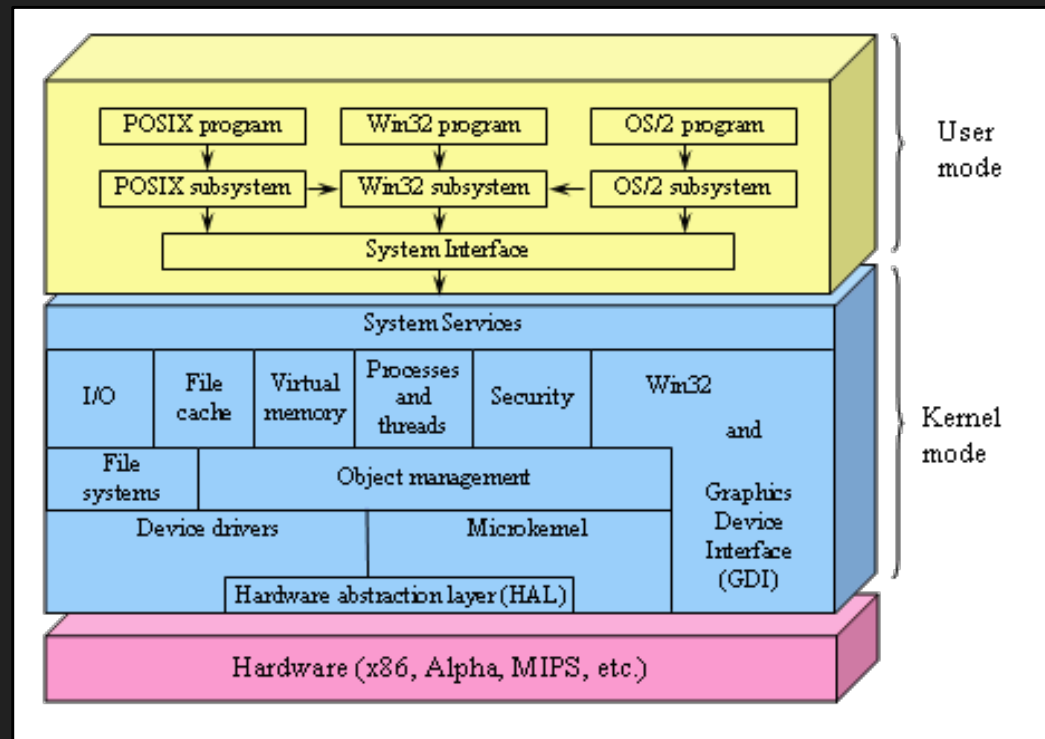 POSIX program
Win32 program
OS/2 program
User
mode
POSIX subsystem
Win32 subsystem
OS/2 subsystem
System Interface
System Services
I/O
File
cache
Virtual
memory
Processes
and
threads
Security
Win32
and
Graphics
Device
Interface
(GDI)
Kernel
mode
File
systems
Object management
Device drivers
Microkernel
Hardware abstraction layer (HAL)
Hardware (x86, Alpha, MIPS, etc.)